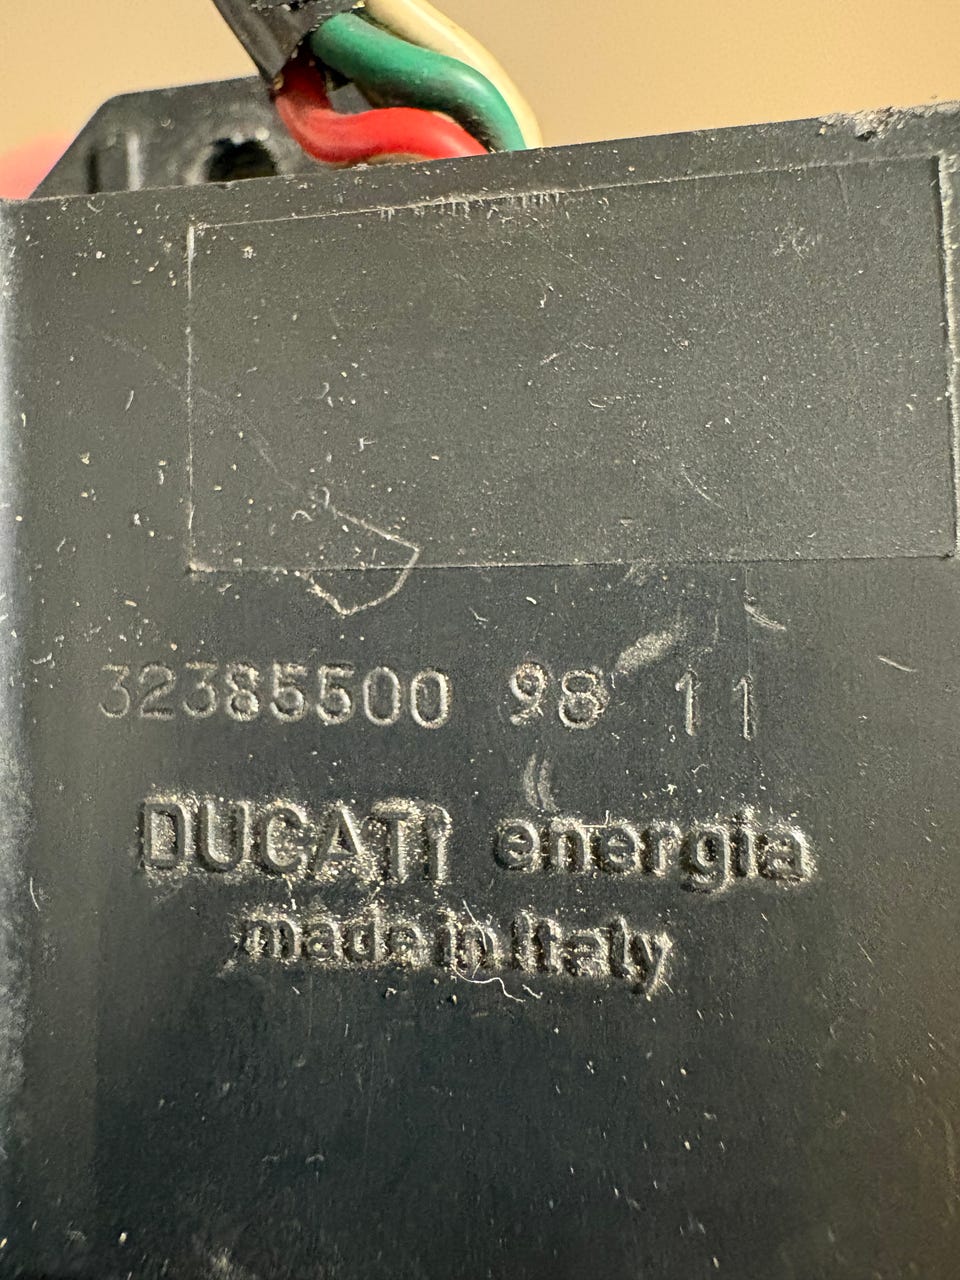 32385500 98 11
DUCATI energia
made in Italy